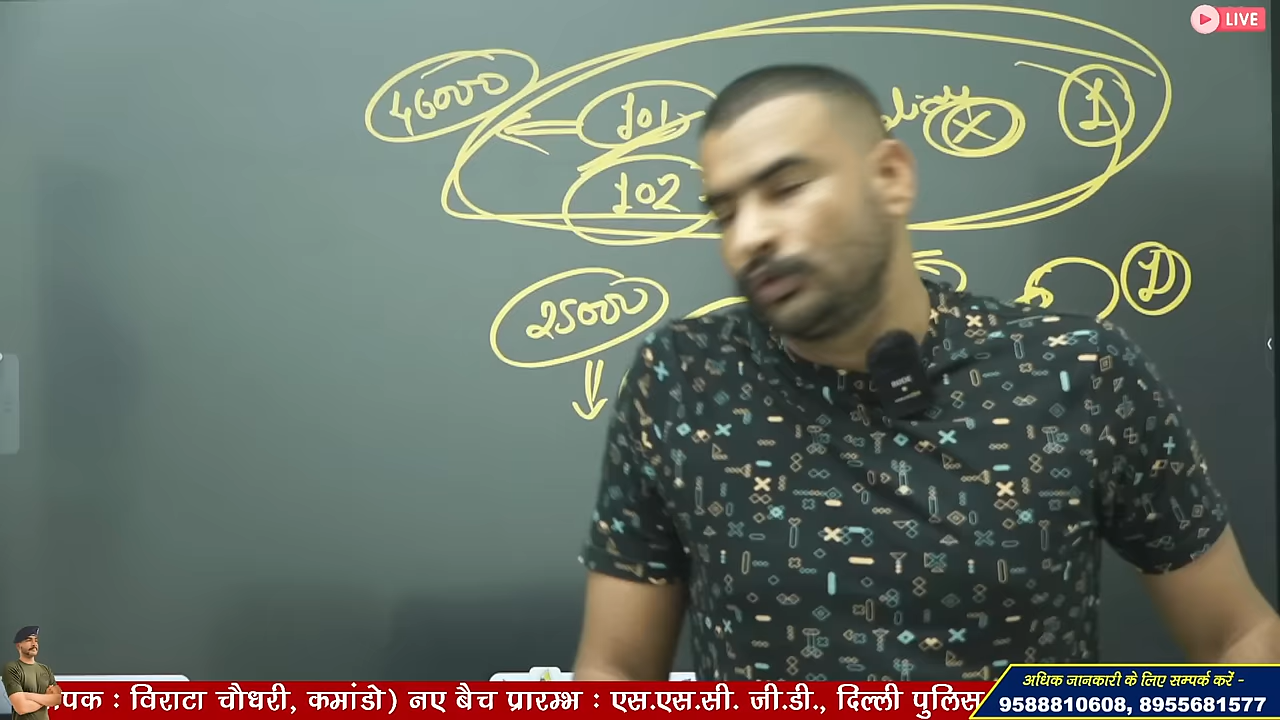 LIVE
46000
101
X
D
102
25000
D
RODE
पक : विराटा चौधरी, कमांडो) नए बैच प्रारम्भ : एस.एस.सी. जी.डी., दिल्ली पुलिस
अधिक जानकारी के लिए सम्पर्क करें -
9588810608, 8955681577